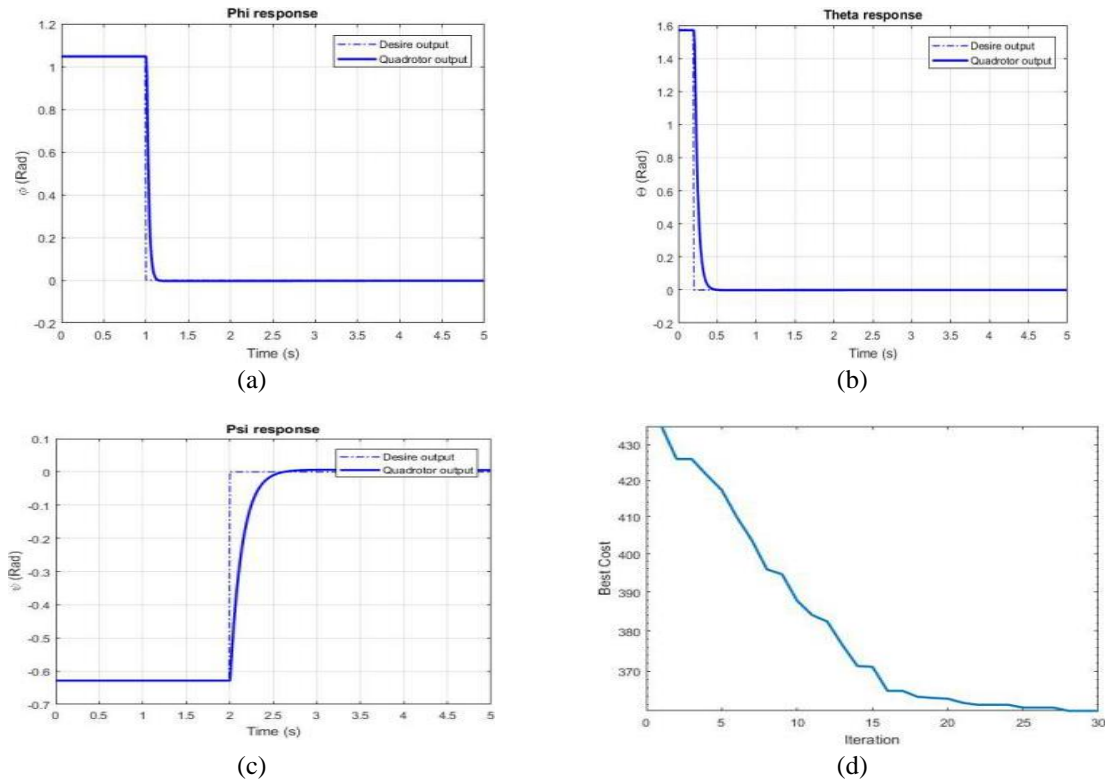 Phi response
1.2
1
0.8
0.6
0.4
0.2
0
-0.2
ϕ (Rad)
Desire output
Quadrotor output
0 0.5 1 1.5 2 2.5 3 3.5 4 4.5 5
Time (s)
(a)
Theta response
1.6
1.4
1.2
1
0.8
0.6
0.4
0.2
0
-0.2
Θ (Rad)
Desire output
Quadrotor output
0 0.5 1 1.5 2 2.5 3 3.5 4 4.5 5
Time (s)
(b)
Psi response
0.1
0
-0.1
-0.2
-0.3
-0.4
-0.5
-0.6
-0.7
ψ (Rad)
Desire output
Quadrotor output
0 0.5 1 1.5 2 2.5 3 3.5 4 4.5 5
Time (s)
(c)
430
420
410
400
390
380
370
Best Cost
0 5 10 15 20 25 30
Iteration
(d)